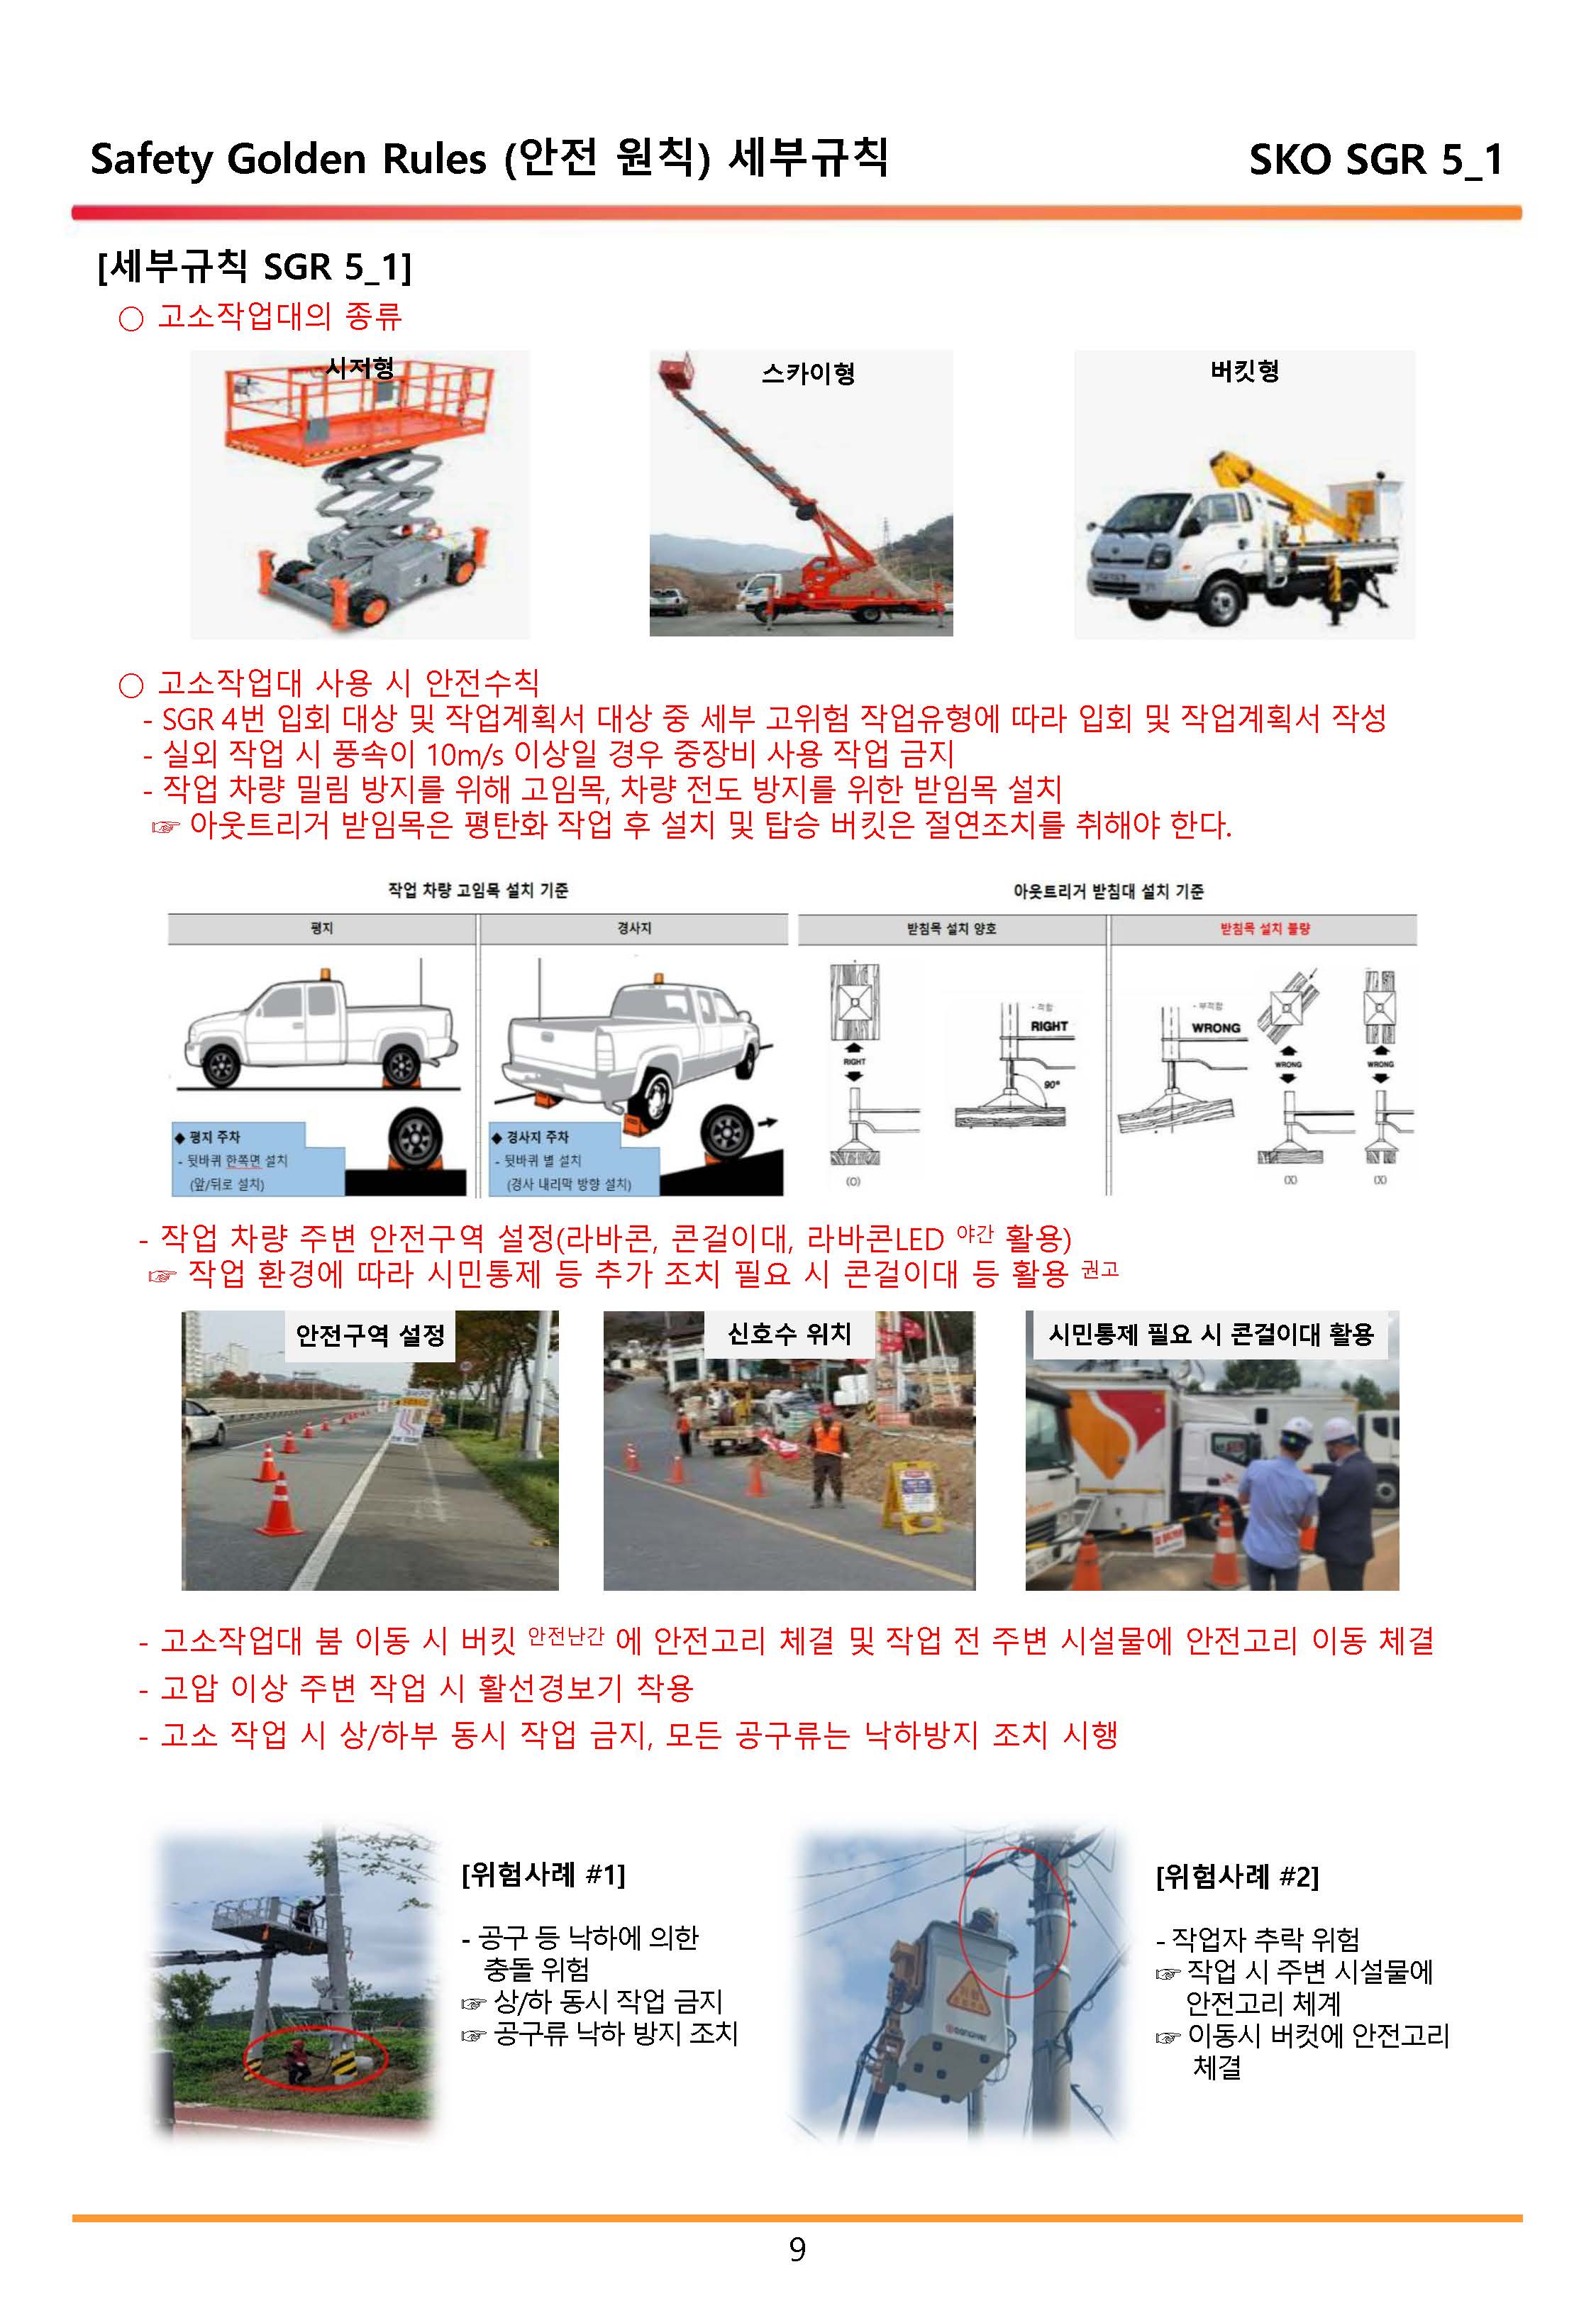 Safety Golden Rules (안전 원칙) 세부규칙
SKO SGR 5_1
[세부규칙 SGR 5_1]
○ 고소작업대의 종류
시저형
스카이형
버킷형
○ 고소작업대 사용 시 안전수칙
- SGR 4번 입회 대상 및 작업계획서 대상 중 세부 고위험 작업유형에 따라 입회 및 작업계획서 작성
- 실외 작업 시 풍속이 10m/s 이상일 경우 중장비 사용 작업 금지
- 작업 차량 밀림 방지를 위해 고임목, 차량 전도 방지를 위한 받임목 설치
☞ 아웃트리거 받임목은 평탄화 작업 후 설치 및 탑승 버킷은 절연조치를 취해야 한다.
작업 차량 고임목 설치 기준
아웃트리거 받침대 설치 기준
평지
경사지
받침목 설치 양호
받침목 설치 불량
- 적합
RIGHT
- 부적합
WRONG
RIGHT
90°
WRONG
WRONG
◆ 평지 주차
- 뒷바퀴 한쪽면 설치
(앞/뒤로 설치)
◆ 경사지 주차
- 뒷바퀴 별 설치
(경사 내리막 방향 설치)
(O)
(X)
(X)
- 작업 차량 주변 안전구역 설정(라바콘, 콘걸이대, 라바콘LED 야간 활용)
☞ 작업 환경에 따라 시민통제 등 추가 조치 필요 시 콘걸이대 등 활용 권고
안전구역 설정
신호수 위치
시민통제 필요 시 콘걸이대 활용
- 고소작업대 붐 이동 시 버킷 안전난간 에 안전고리 체결 및 작업 전 주변 시설물에 안전고리 이동 체결
- 고압 이상 주변 작업 시 활선경보기 착용
- 고소 작업 시 상/하부 동시 작업 금지, 모든 공구류는 낙하방지 조치 시행
[위험사례 #1]
- 공구 등 낙하에 의한
충돌 위험
☞ 상/하 동시 작업 금지
☞ 공구류 낙하 방지 조치
[위험사례 #2]
- 작업자 추락 위험
☞ 작업 시 주변 시설물에
안전고리 체계
☞ 이동시 버컷에 안전고리
체결
9